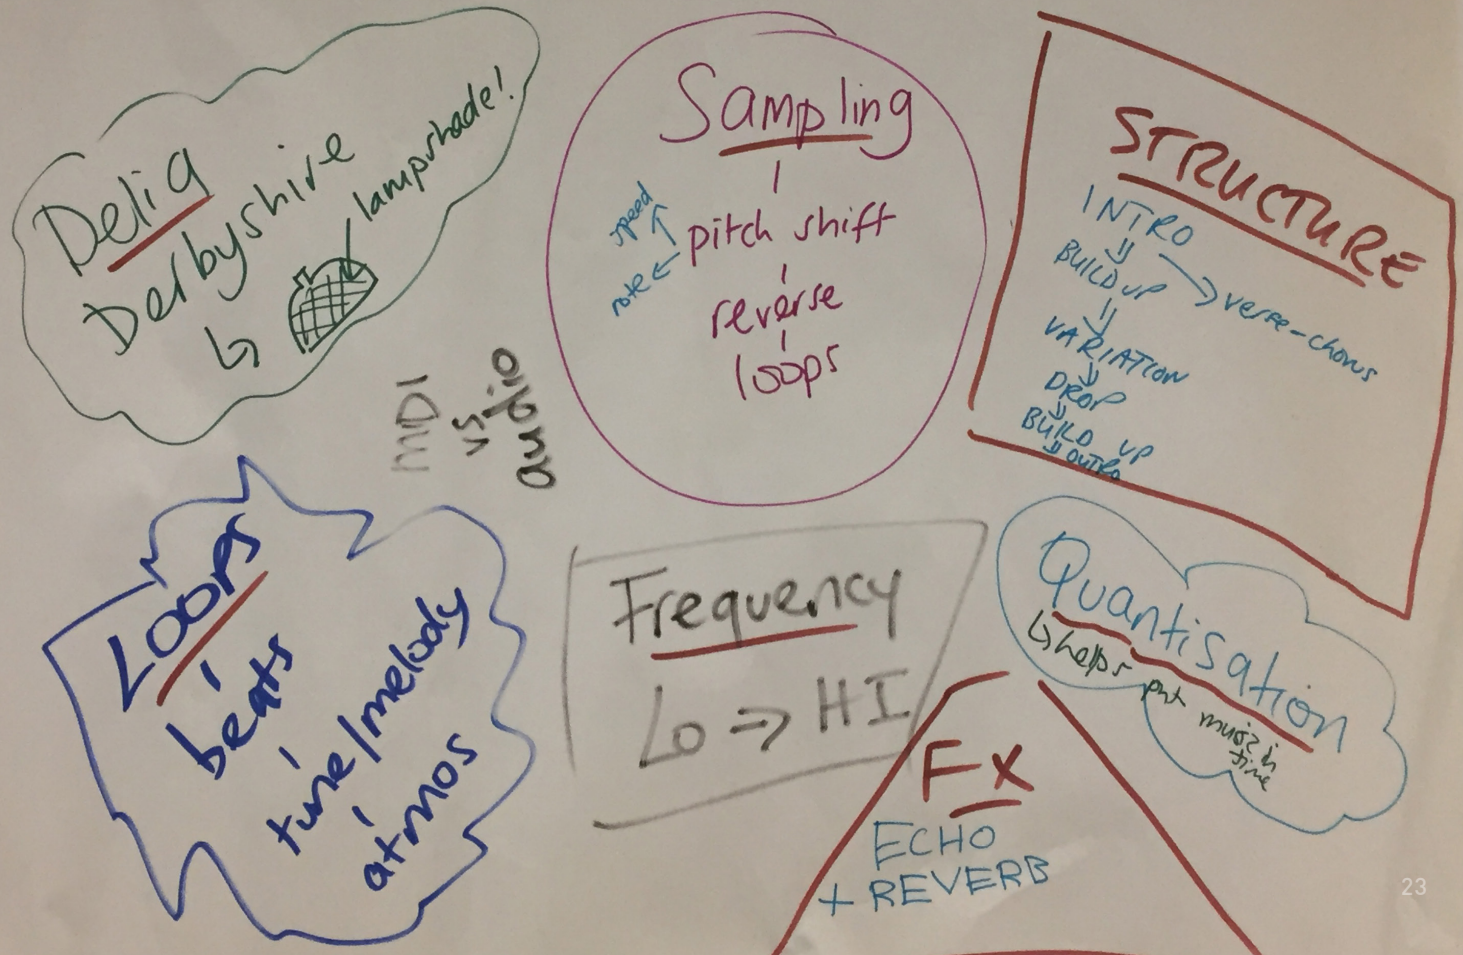 Delia
Derbyshire
lampshade!
Sampling
pitch shift
speed
note
reverse
loops
STRUCTURE
INTRO
BUILD UP
verse-chorus
VARIATION
DROP
BUILD UP
OUTRO
MIDI
vs
audio
LOOPS
beats
tune/melody
atmos
Frequency
Lo => HI
Quantisation
helps put music in
time
FX
ECHO
+ REVERB
23